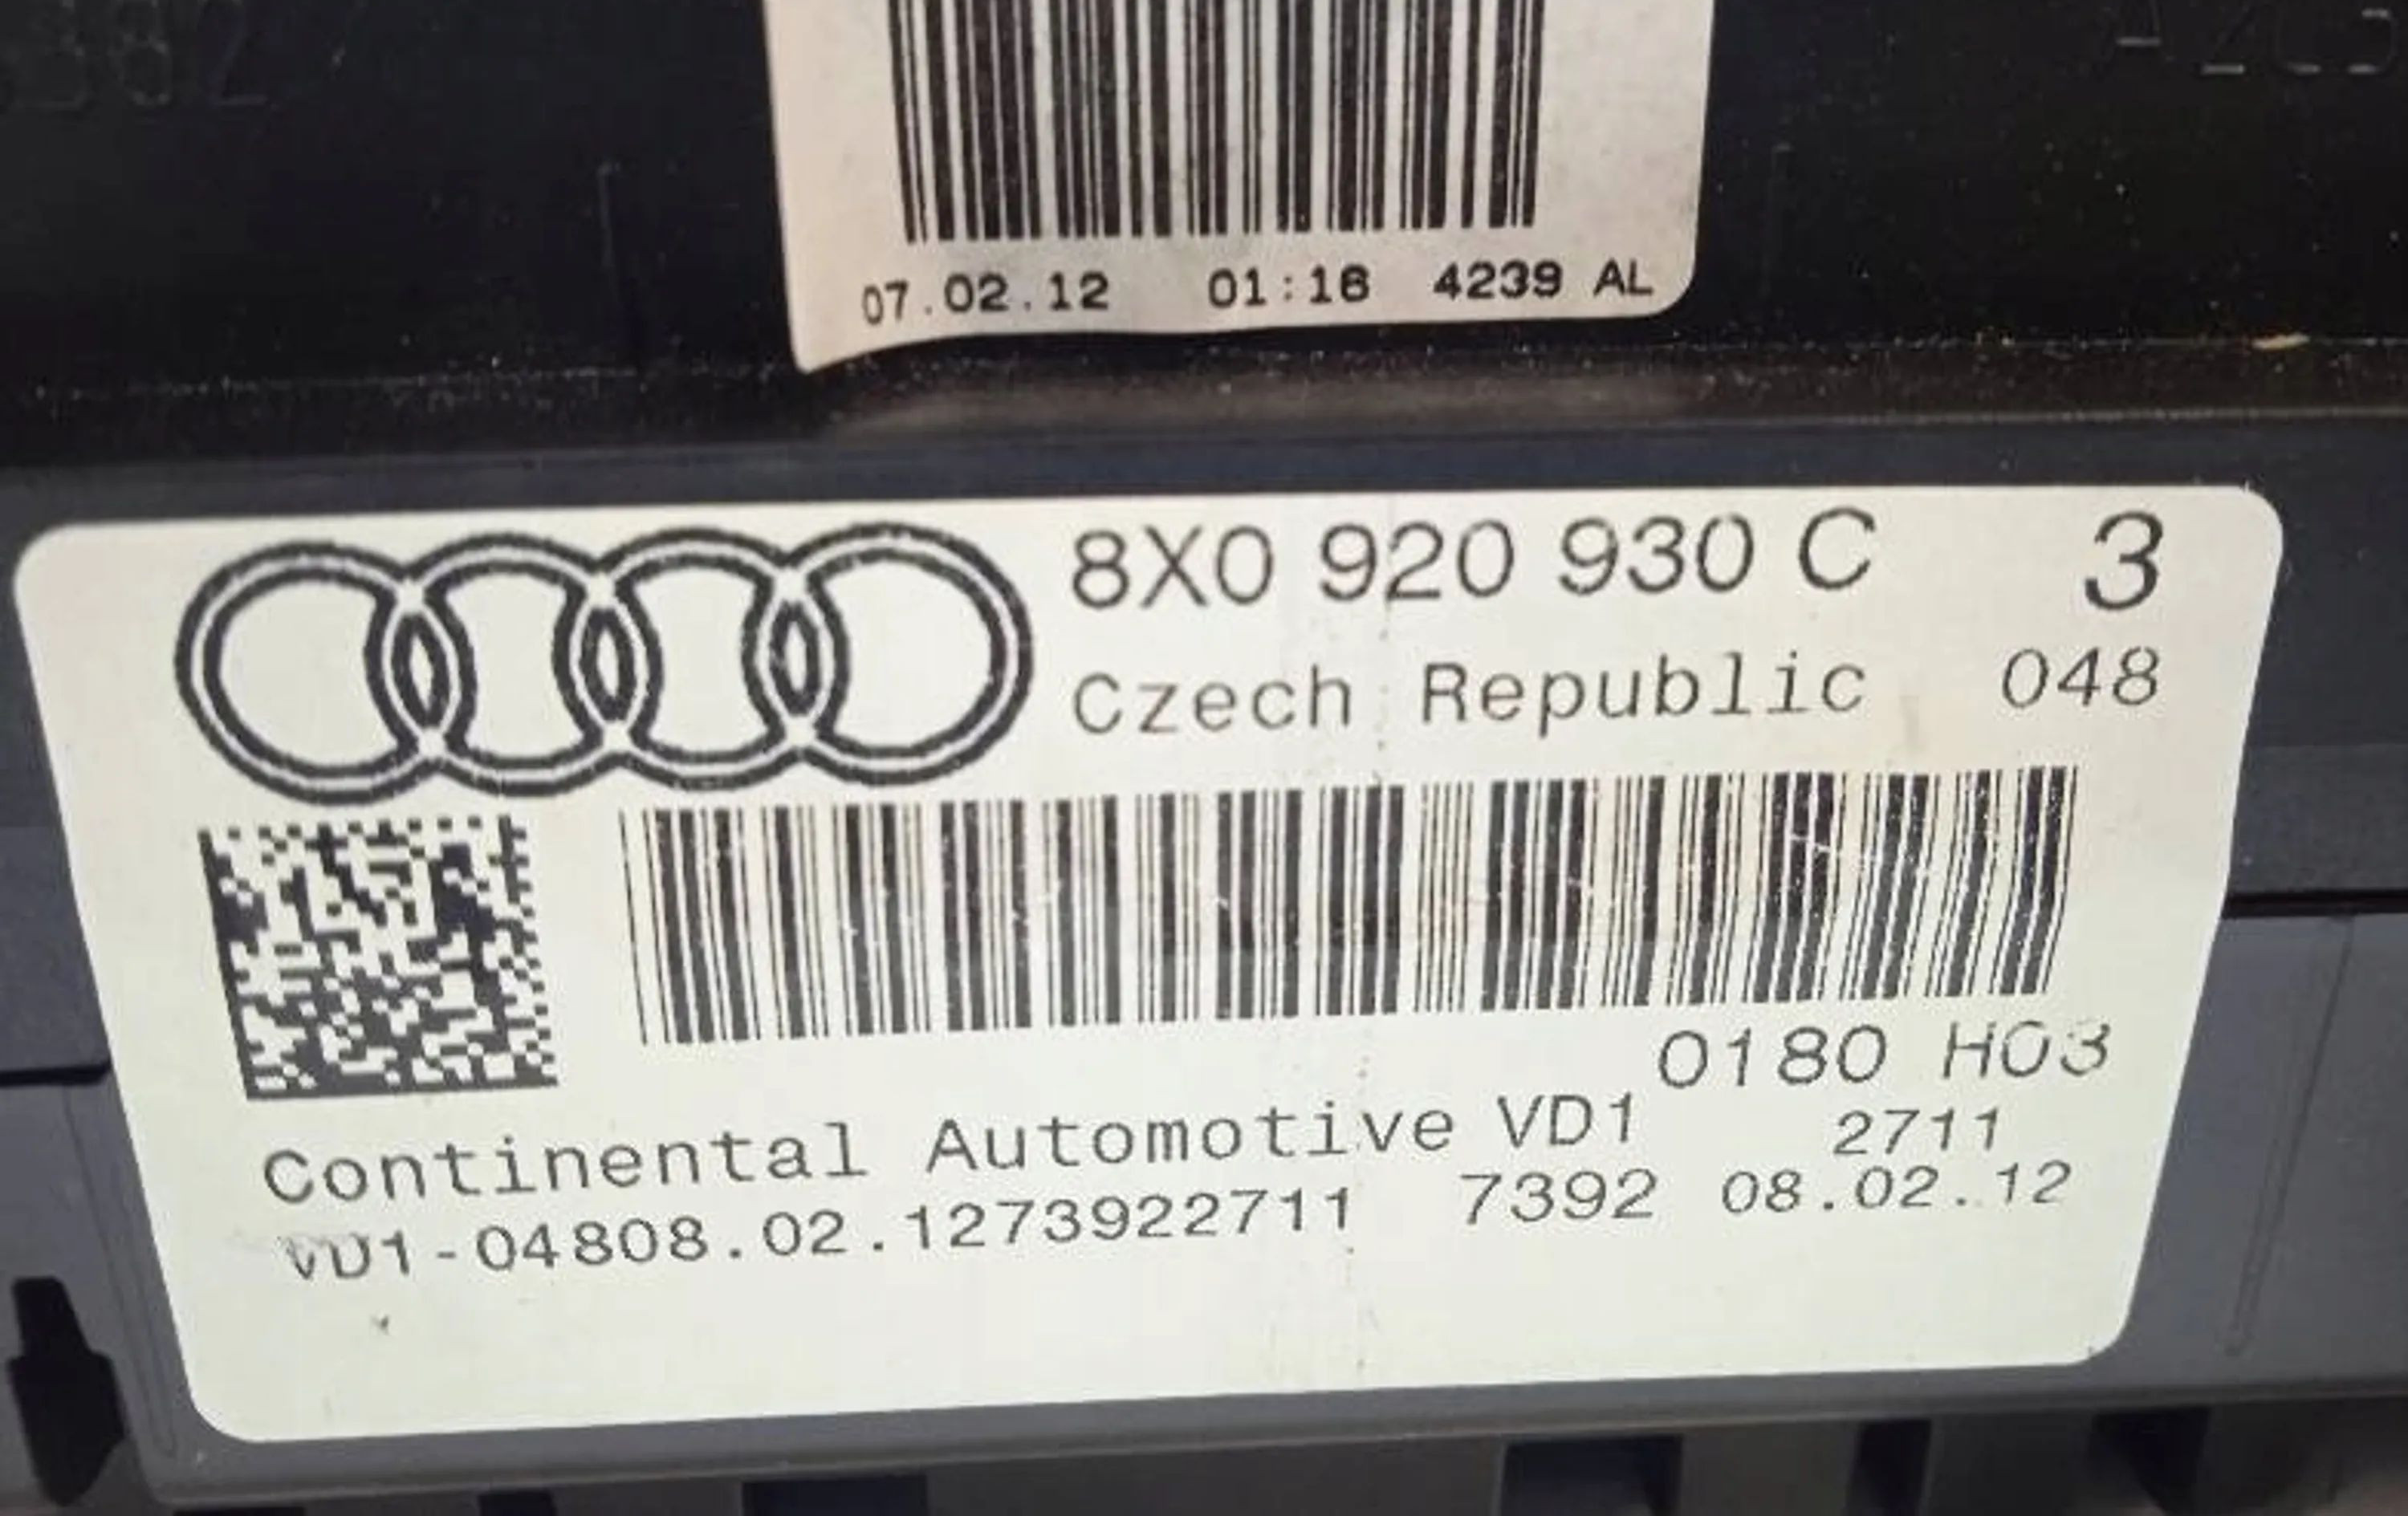 07.02.12 01:16 4239 AL
8X0 920 930 C 3
Czech Republic 048
0180 H03
Continental Automotive VD1 2711
VD1-04808.02.1273922711 7392 08.02.12